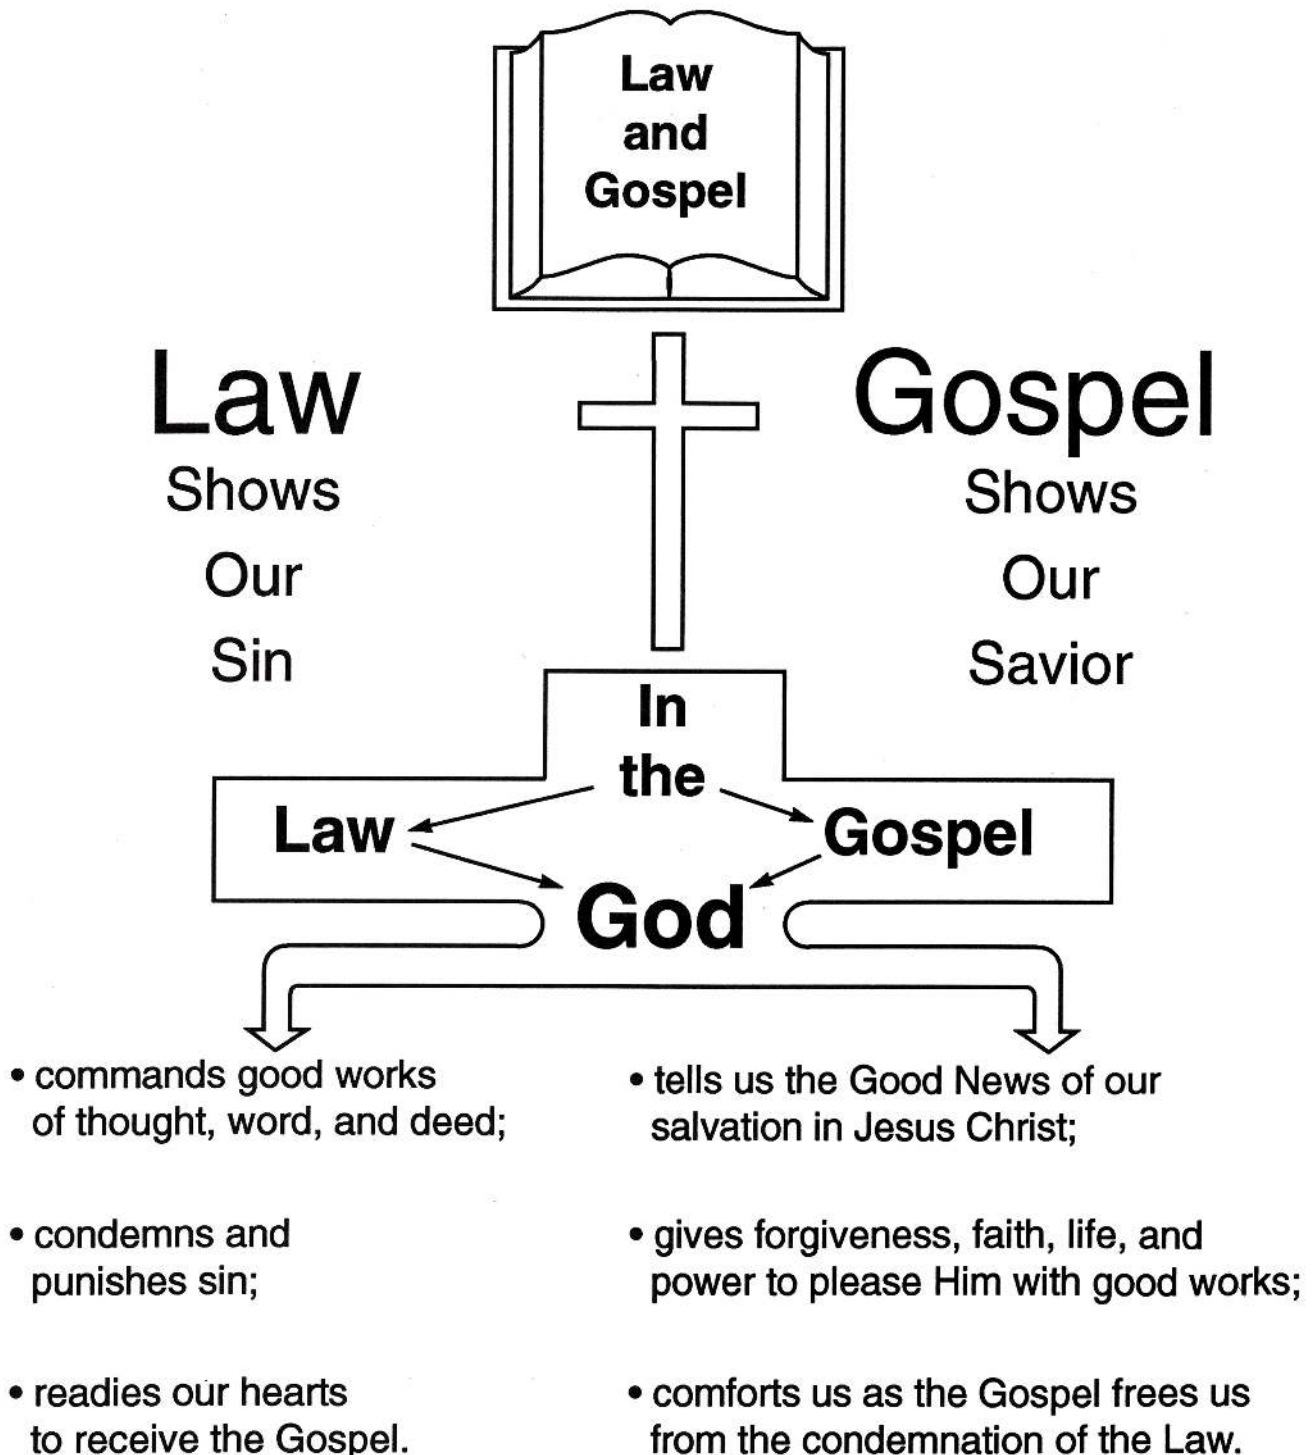 Law
and
Gospel
Law
Shows
Our
Sin
Gospel
Shows
Our
Savior
In
the
Law
Gospel
God
• commands good works
of thought, word, and deed;
• condemns and
punishes sin;
• readies our hearts
to receive the Gospel.
• tells us the Good News of our
salvation in Jesus Christ;
• gives forgiveness, faith, life, and
power to please Him with good works;
• comforts us as the Gospel frees us
from the condemnation of the Law.